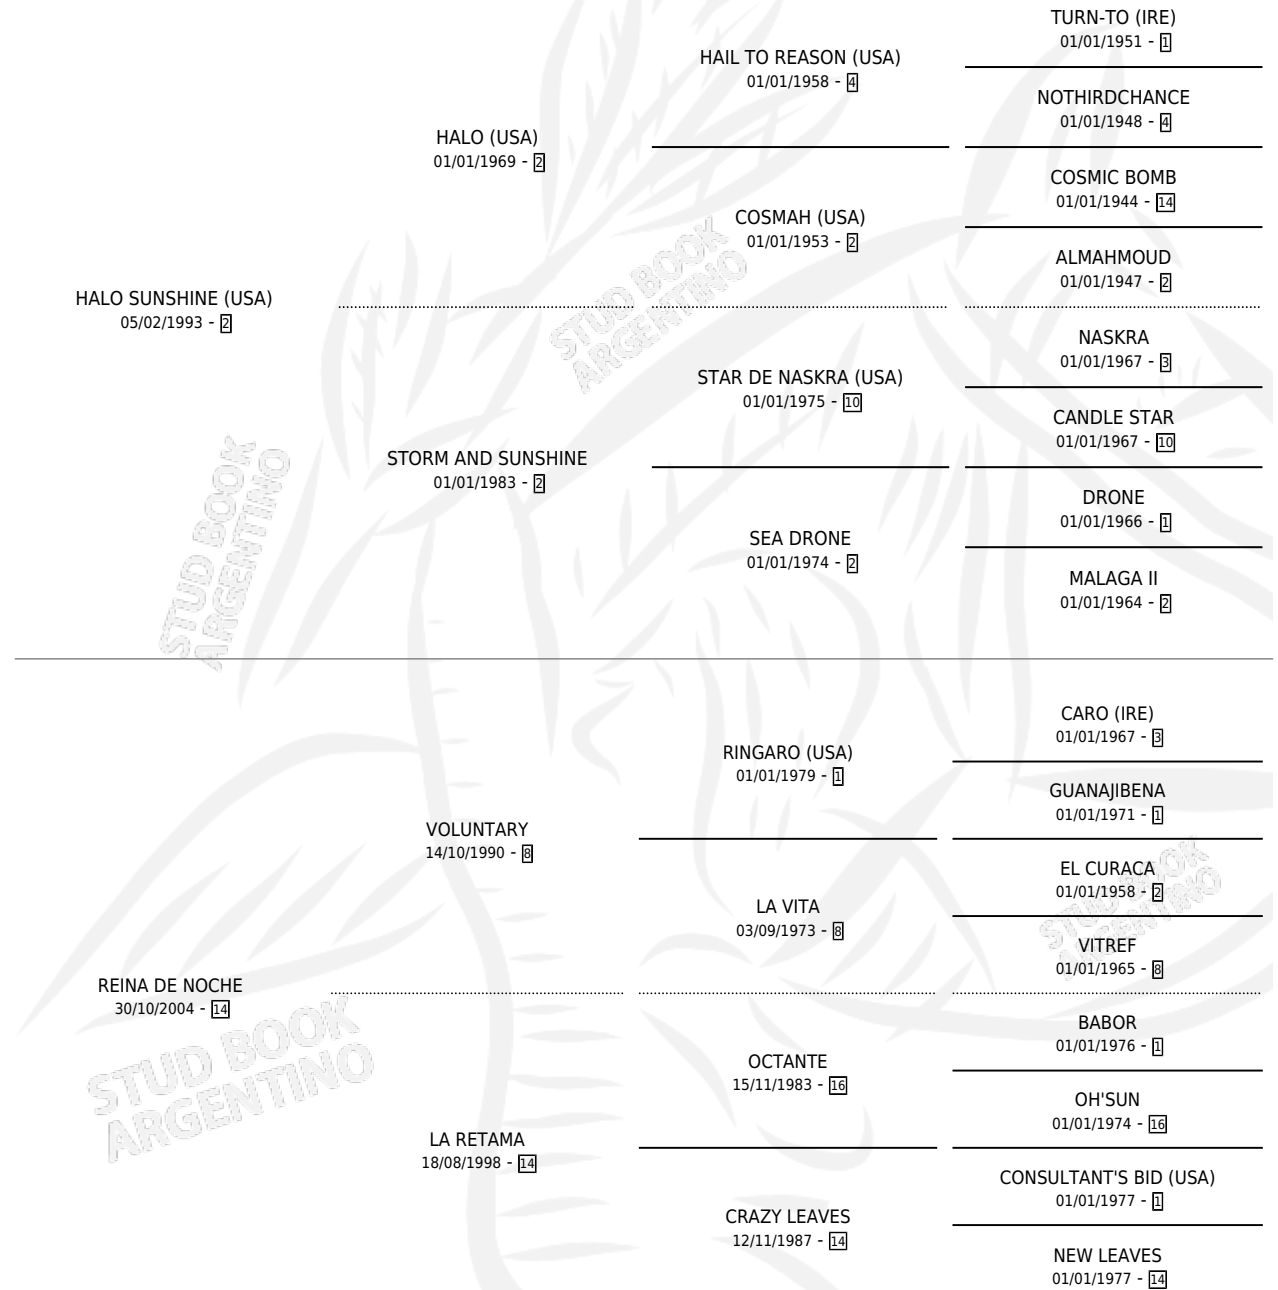 TURN-TO (IRE)
01/01/1951 - 1
HAIL TO REASON (USA)
01/01/1958 - 4
NOTHIRDCHANCE
01/01/1948 - 4
HALO (USA)
01/01/1969 - 2
COSMIC BOMB
01/01/1944 - 14
COSMAH (USA)
01/01/1953 - 2
ALMAHMOUD
01/01/1947 - 2
HALO SUNSHINE (USA)
05/02/1993 - 2
NASKRA
01/01/1967 - 3
STAR DE NASKRA (USA)
01/01/1975 - 10
CANDLE STAR
01/01/1967 - 10
STORM AND SUNSHINE
01/01/1983 - 2
DRONE
01/01/1966 - 1
SEA DRONE
01/01/1974 - 2
MALAGA II
01/01/1964 - 2
CARO (IRE)
01/01/1967 - 3
RINGARO (USA)
01/01/1979 - 1
GUANAJIBENA
01/01/1971 - 1
VOLUNTARY
14/10/1990 - 8
EL CURACA
01/01/1958 - 2
LA VITA
03/09/1973 - 8
VITREF
01/01/1965 - 8
REINA DE NOCHE
30/10/2004 - 14
BABOR
01/01/1976 - 1
OCTANTE
15/11/1983 - 16
OH'SUN
01/01/1974 - 16
LA RETAMA
18/08/1998 - 14
CONSULTANT'S BID (USA)
01/01/1977 - 1
CRAZY LEAVES
12/11/1987 - 14
NEW LEAVES
01/01/1977 - 14
STUD BOOK
ARGENTINO
STUD BOOK
ARGENTINO
STUD BOOK
ARGENTINO
STUD BOOK
ARGENTINO